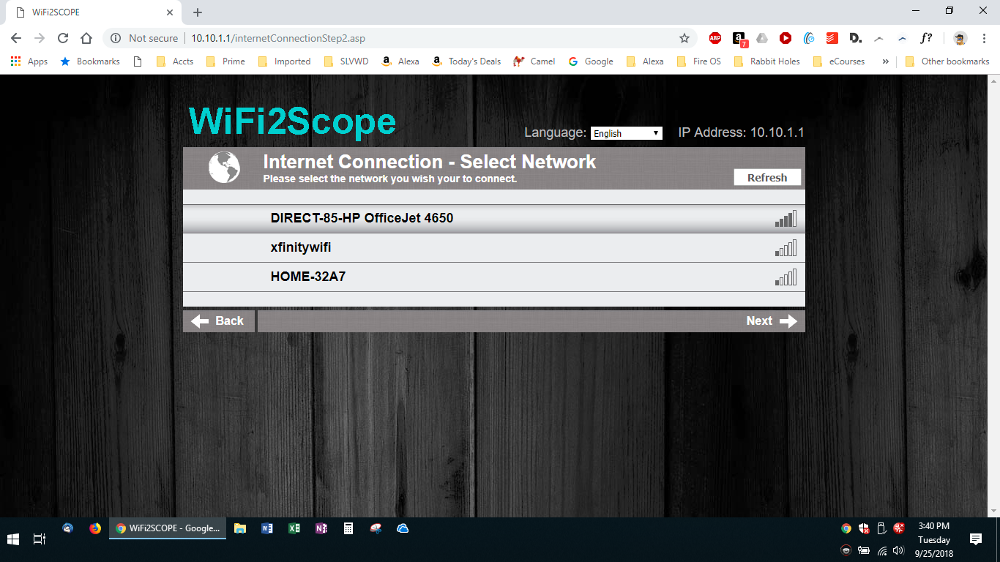 WiFi2SCOPE
Not secure | 10.10.1.1/internetConnectionStep2.asp
ABP a 7 D. f?
Apps Bookmarks Accts Prime Imported SLVWD Alexa Today's Deals Camel Google Alexa Fire OS Rabbit Holes eCourses » Other bookmarks
WiFi2Scope
Language: English IP Address: 10.10.1.1
Internet Connection - Select Network
Please select the network you wish your to connect.
Refresh
DIRECT-85-HP OfficeJet 4650
xfinitywifi
HOME-32A7
Back Next
WiFi2SCOPE - Google...
3:40 PM
Tuesday
9/25/2018